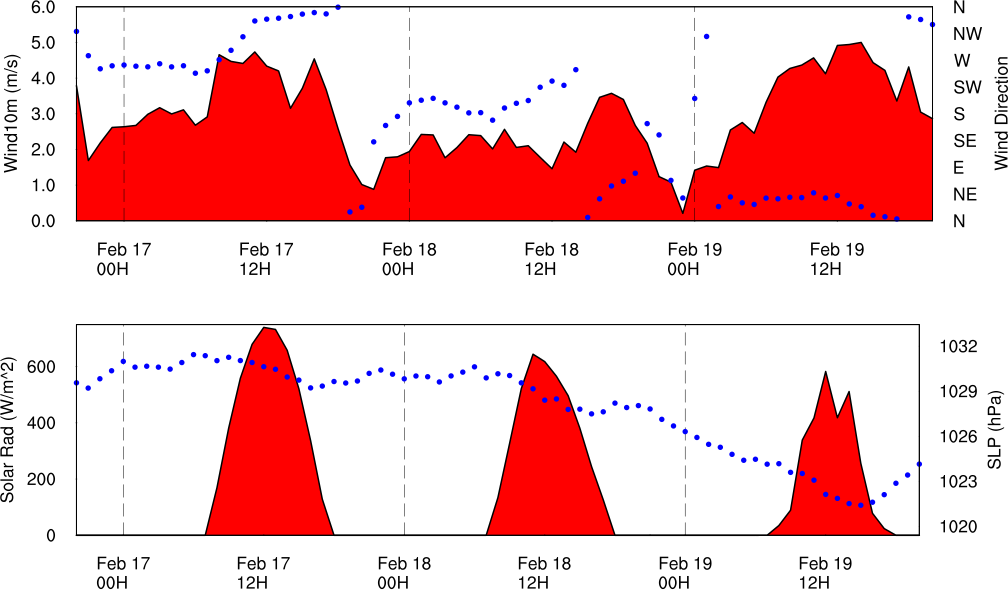 Wind10m (m/s)
6.0
5.0
4.0
3.0
2.0
1.0
0.0
N
NW
W
SW
S
SE
E
NE
N
Wind Direction
Feb 17 Feb 17 Feb 18 Feb 18 Feb 19 Feb 19
00H 12H 00H 12H 00H 12H
Solar Rad (W/m^2)
600
400
200
0
1032
1029
1026
1023
1020
SLP (hPa)
Feb 17 Feb 17 Feb 18 Feb 18 Feb 19 Feb 19
00H 12H 00H 12H 00H 12H